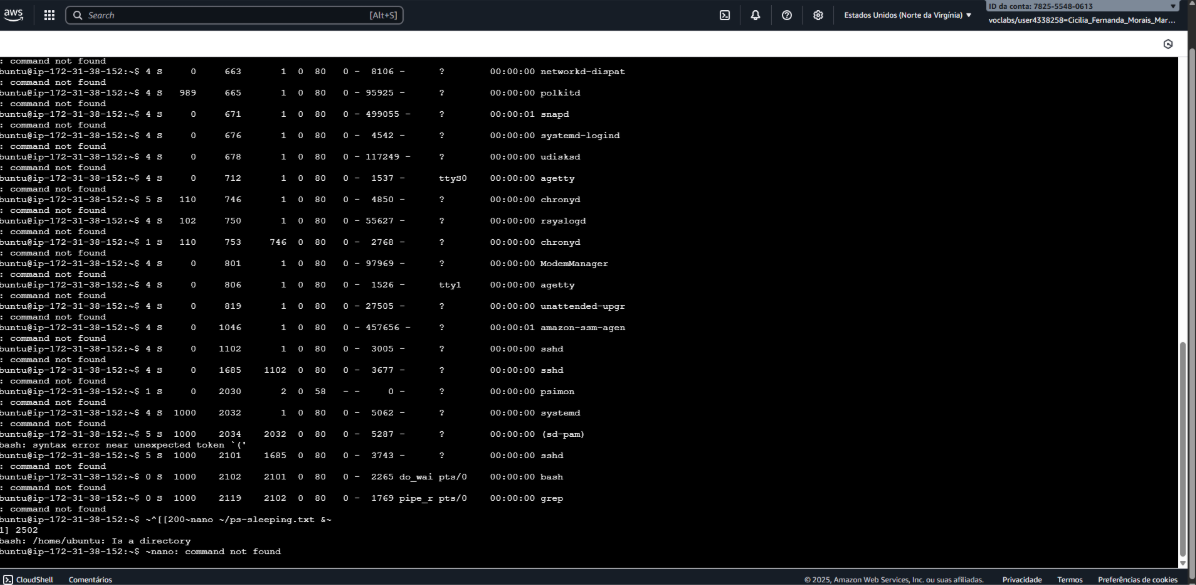 aws
Search
[Alt+S]
Estados Unidos (Norte da Virgínia) ▼
ID da conta: 7825-5548-0613
voclabs/user4338258=Cicilia_Fernanda_Morais_Mar...
: command not found
buntu@ip-172-31-38-152:~$ 4 S 0 663 1 0 80 0 - 8106 - ? 00:00:00 networkd-dispat
: command not found
buntu@ip-172-31-38-152:~$ 4 S 989 665 1 0 80 0 - 95925 - ? 00:00:00 polkitd
: command not found
buntu@ip-172-31-38-152:~$ 4 S 0 671 1 0 80 0 - 499055 - ? 00:00:01 snapd
: command not found
buntu@ip-172-31-38-152:~$ 4 S 0 676 1 0 80 0 - 4542 - ? 00:00:00 systemd-logind
: command not found
buntu@ip-172-31-38-152:~$ 4 S 0 678 1 0 80 0 - 117249 - ? 00:00:00 udisksd
: command not found
buntu@ip-172-31-38-152:~$ 4 S 0 712 1 0 80 0 - 1537 - ttyS0 00:00:00 agetty
: command not found
buntu@ip-172-31-38-152:~$ 5 S 110 746 1 0 80 0 - 4850 - ? 00:00:00 chronyd
: command not found
buntu@ip-172-31-38-152:~$ 4 S 102 750 1 0 80 0 - 55627 - ? 00:00:00 rsyslogd
: command not found
buntu@ip-172-31-38-152:~$ 1 S 110 753 746 0 80 0 - 2768 - ? 00:00:00 chronyd
: command not found
buntu@ip-172-31-38-152:~$ 4 S 0 801 1 0 80 0 - 97969 - ? 00:00:00 ModemManager
: command not found
buntu@ip-172-31-38-152:~$ 4 S 0 806 1 0 80 0 - 1526 - tty1 00:00:00 agetty
: command not found
buntu@ip-172-31-38-152:~$ 4 S 0 819 1 0 80 0 - 27505 - ? 00:00:00 unattended-upgr
: command not found
buntu@ip-172-31-38-152:~$ 4 S 0 1046 1 0 80 0 - 457656 - ? 00:00:01 amazon-ssm-agen
: command not found
buntu@ip-172-31-38-152:~$ 4 S 0 1102 1 0 80 0 - 3005 - ? 00:00:00 sshd
: command not found
buntu@ip-172-31-38-152:~$ 4 S 0 1685 1102 0 80 0 - 3677 - ? 00:00:00 sshd
: command not found
buntu@ip-172-31-38-152:~$ 1 S 0 2030 2 0 58 - - 0 - ? 00:00:00 psimon
: command not found
buntu@ip-172-31-38-152:~$ 4 S 1000 2032 1 0 80 0 - 5062 - ? 00:00:00 systemd
: command not found
buntu@ip-172-31-38-152:~$ 5 S 1000 2034 2032 0 80 0 - 5287 - ? 00:00:00 (sd-pam)
bash: syntax error near unexpected token `('
buntu@ip-172-31-38-152:~$ 5 S 1000 2101 1685 0 80 0 - 3743 - ? 00:00:00 sshd
: command not found
buntu@ip-172-31-38-152:~$ 0 S 1000 2102 2101 0 80 0 - 2265 do_wai pts/0 00:00:00 bash
: command not found
buntu@ip-172-31-38-152:~$ 0 S 1000 2119 2102 0 80 0 - 1769 pipe_r pts/0 00:00:00 grep
: command not found
buntu@ip-172-31-38-152:~$ ~^[[200~nano ~/ps-sleeping.txt &~
1] 2502
bash: /home/ubuntu: Is a directory
buntu@ip-172-31-38-152:~$ ~nano: command not found
CloudShell Comentários © 2025, Amazon Web Services, Inc. ou suas afiliadas. Privacidade Termos Preferências de cookies